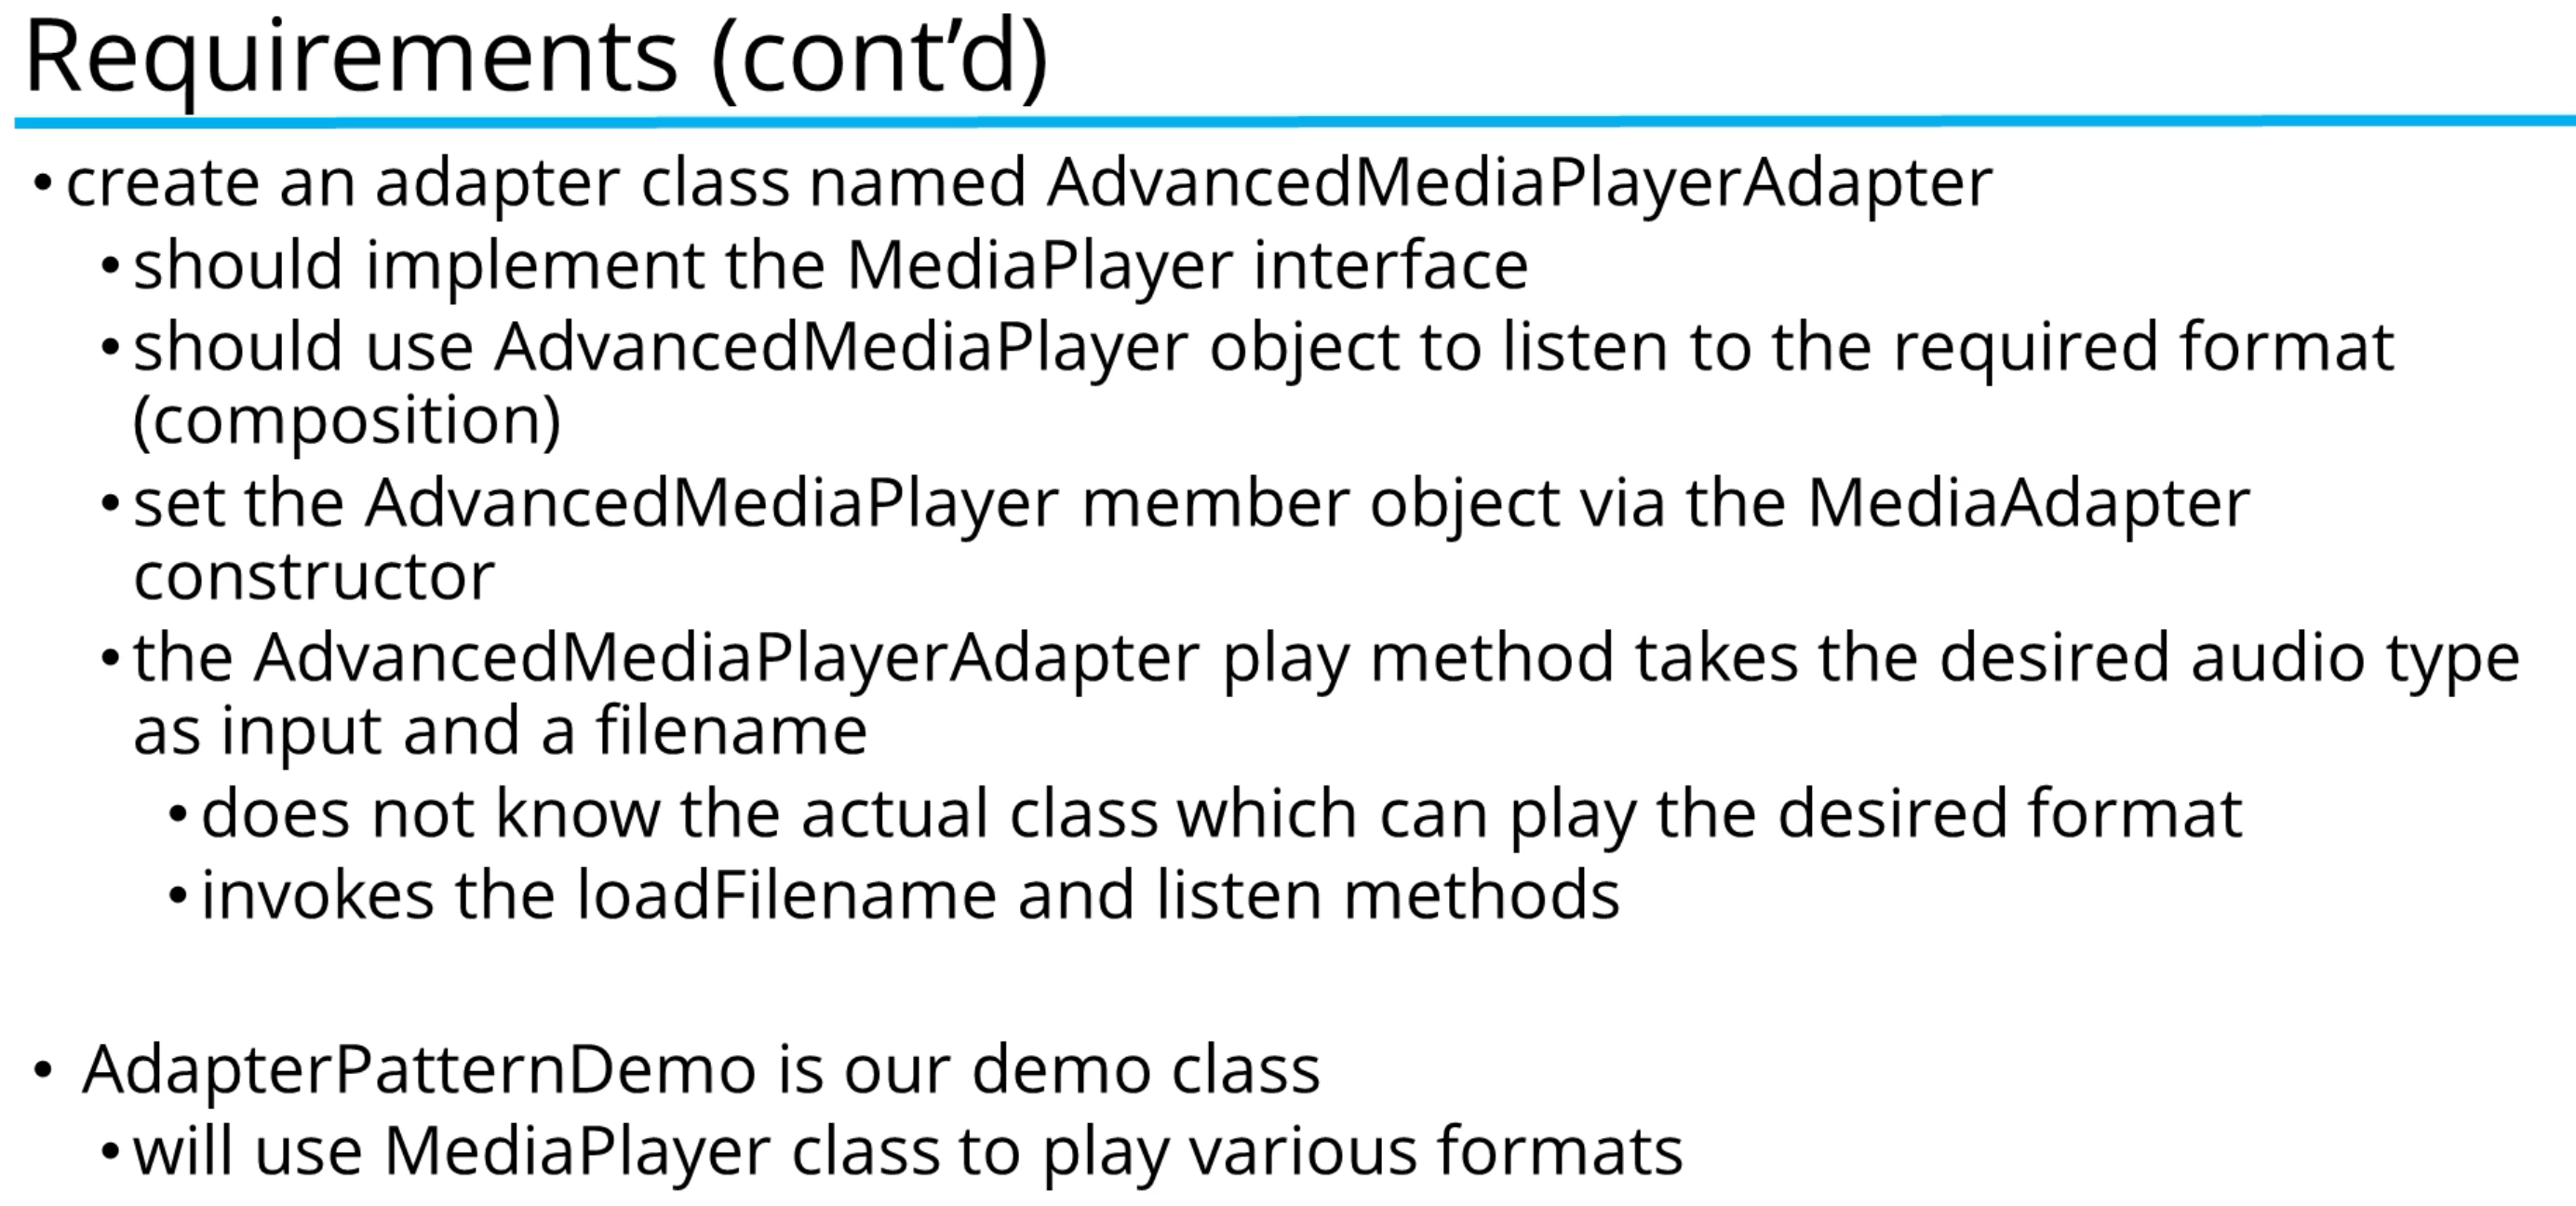 Requirements (cont’d)
• create an adapter class named AdvancedMediaPlayerAdapter
• should implement the MediaPlayer interface
• should use AdvancedMediaPlayer object to listen to the required format
(composition)
• set the AdvancedMediaPlayer member object via the MediaAdapter
constructor
• the AdvancedMediaPlayerAdapter play method takes the desired audio type
as input and a filename
• does not know the actual class which can play the desired format
• invokes the loadFilename and listen methods
• AdapterPatternDemo is our demo class
• will use MediaPlayer class to play various formats